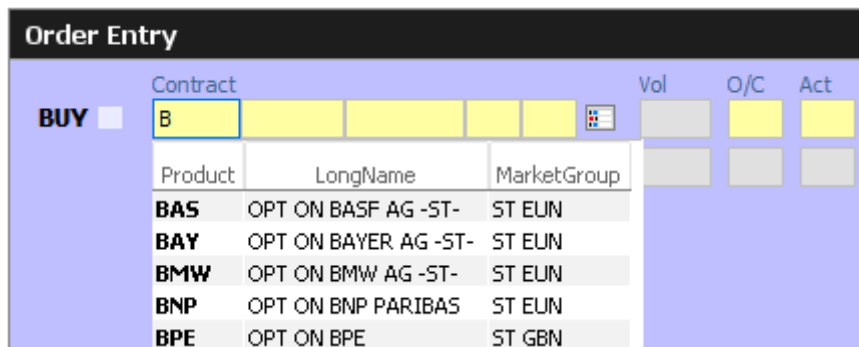 Order Entry
Contract Vol O/C Act
BUY B
Product LongName MarketGroup
BAS OPT ON BASF AG -ST- ST EUN
BAY OPT ON BAYER AG -ST- ST EUN
BMW OPT ON BMW AG -ST- ST EUN
BNP OPT ON BNP PARIBAS ST EUN
BPE OPT ON BPE ST GBN